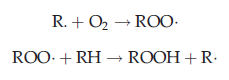 R. + O₂ → ROO·
ROO· + RH → ROOH + R·